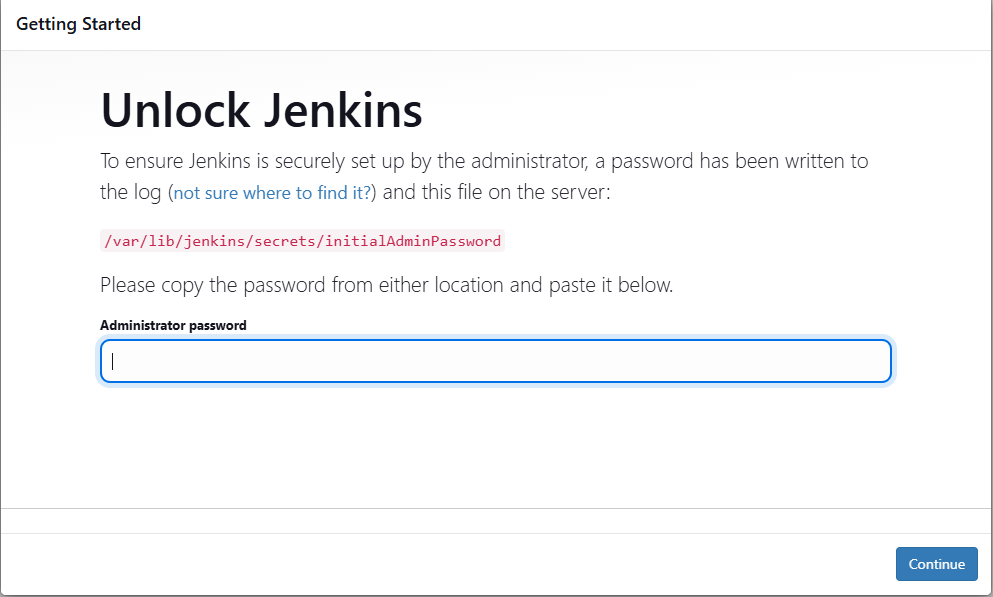 Getting Started
Unlock Jenkins
To ensure Jenkins is securely set up by the administrator, a password has been written to
the log (not sure where to find it?) and this file on the server:
/var/lib/jenkins/secrets/initialAdminPassword
Please copy the password from either location and paste it below.
Administrator password
Continue